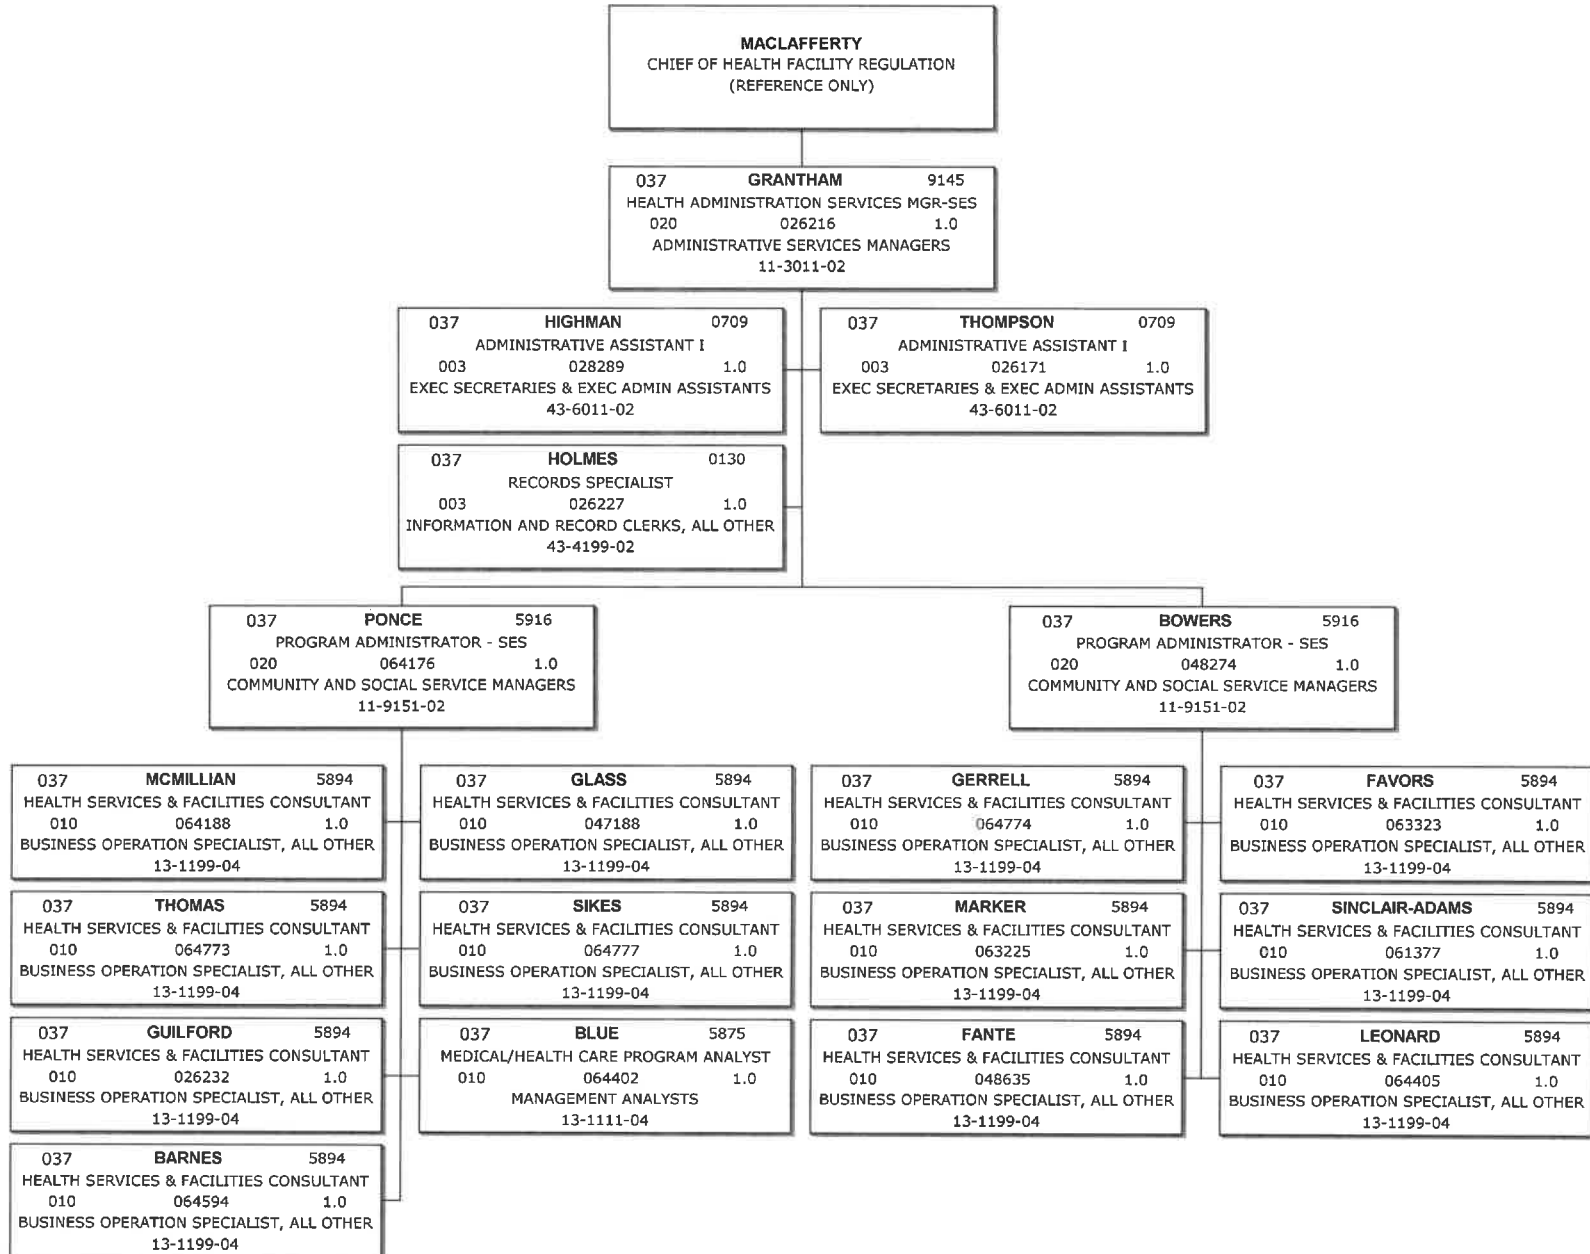 MACLAFFERTY
CHIEF OF HEALTH FACILITY REGULATION
(REFERENCE ONLY)
037 GRANTHAM 9145
HEALTH ADMINISTRATION SERVICES MGR-SES
020 026216 1.0
ADMINISTRATIVE SERVICES MANAGERS
11-3011-02
037 HIGHMAN 0709
ADMINISTRATIVE ASSISTANT I
003 028289 1.0
EXEC SECRETARIES & EXEC ADMIN ASSISTANTS
43-6011-02
037 THOMPSON 0709
ADMINISTRATIVE ASSISTANT I
003 026171 1.0
EXEC SECRETARIES & EXEC ADMIN ASSISTANTS
43-6011-02
037 HOLMES 0130
RECORDS SPECIALIST
003 026227 1.0
INFORMATION AND RECORD CLERKS, ALL OTHER
43-4199-02
037 PONCE 5916
PROGRAM ADMINISTRATOR - SES
020 064176 1.0
COMMUNITY AND SOCIAL SERVICE MANAGERS
11-9151-02
037 BOWERS 5916
PROGRAM ADMINISTRATOR - SES
020 048274 1.0
COMMUNITY AND SOCIAL SERVICE MANAGERS
11-9151-02
037 MCMILLIAN 5894
HEALTH SERVICES & FACILITIES CONSULTANT
010 064188 1.0
BUSINESS OPERATION SPECIALIST, ALL OTHER
13-1199-04
037 GLASS 5894
HEALTH SERVICES & FACILITIES CONSULTANT
010 047188 1.0
BUSINESS OPERATION SPECIALIST, ALL OTHER
13-1199-04
037 GERRELL 5894
HEALTH SERVICES & FACILITIES CONSULTANT
010 064774 1.0
BUSINESS OPERATION SPECIALIST, ALL OTHER
13-1199-04
037 FAVORS 5894
HEALTH SERVICES & FACILITIES CONSULTANT
010 063323 1.0
BUSINESS OPERATION SPECIALIST, ALL OTHER
13-1199-04
037 THOMAS 5894
HEALTH SERVICES & FACILITIES CONSULTANT
010 064773 1.0
BUSINESS OPERATION SPECIALIST, ALL OTHER
13-1199-04
037 SIKES 5894
HEALTH SERVICES & FACILITIES CONSULTANT
010 064777 1.0
BUSINESS OPERATION SPECIALIST, ALL OTHER
13-1199-04
037 MARKER 5894
HEALTH SERVICES & FACILITIES CONSULTANT
010 063225 1.0
BUSINESS OPERATION SPECIALIST, ALL OTHER
13-1199-04
037 SINCLAIR-ADAMS 5894
HEALTH SERVICES & FACILITIES CONSULTANT
010 061377 1.0
BUSINESS OPERATION SPECIALIST, ALL OTHER
13-1199-04
037 GUILFORD 5894
HEALTH SERVICES & FACILITIES CONSULTANT
010 026232 1.0
BUSINESS OPERATION SPECIALIST, ALL OTHER
13-1199-04
037 BLUE 5875
MEDICAL/HEALTH CARE PROGRAM ANALYST
010 064402 1.0
MANAGEMENT ANALYSTS
13-1111-04
037 FANTE 5894
HEALTH SERVICES & FACILITIES CONSULTANT
010 048635 1.0
BUSINESS OPERATION SPECIALIST, ALL OTHER
13-1199-04
037 LEONARD 5894
HEALTH SERVICES & FACILITIES CONSULTANT
010 064405 1.0
BUSINESS OPERATION SPECIALIST, ALL OTHER
13-1199-04
037 BARNES 5894
HEALTH SERVICES & FACILITIES CONSULTANT
010 064594 1.0
BUSINESS OPERATION SPECIALIST, ALL OTHER
13-1199-04